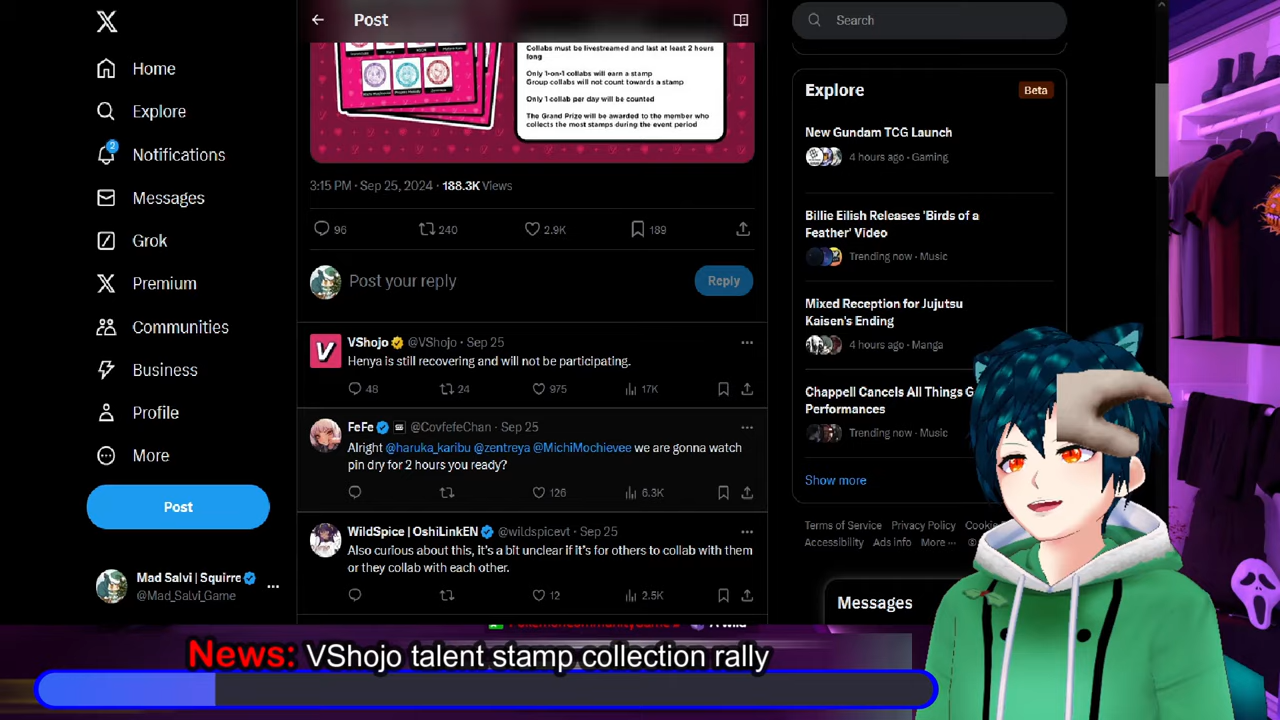 Post
Collabs must be livestreamed and last at least 2 hours
long
Only 1-on-1 collabs will earn a stamp
Group collabs will not count towards a stamp
Only 1 collab per day will be counted
The Grand Prize will be awarded to the member who
collects the most stamps during the event period
3:15 PM · Sep 25, 2024 · 188.3K Views
96 240 2.9K 189
Post your reply
Reply
VShojo @VShojo · Sep 25
Henya is still recovering and will not be participating.
48 24 975 17K
FeFe @CovfefeChan · Sep 25
Alright @haruka_karibu @zentreya @MichiMochievee we are gonna watch
pin dry for 2 hours you ready?
126 6.3K
WildSpice | OshiLinkEN @wildspicevt · Sep 25
Also curious about this, it's a bit unclear if it's for others to collab with them
or they collab with each other.
12 2.5K
Home
Explore
2
Notifications
Messages
Grok
Premium
Communities
Business
Profile
More
Post
Mad Salvi | Squirre
@Mad_Salvi_Game
Search
Explore
Beta
New Gundam TCG Launch
4 hours ago · Gaming
Billie Eilish Releases 'Birds of a
Feather' Video
Trending now · Music
Mixed Reception for Jujutsu
Kaisen's Ending
4 hours ago · Manga
Chappell Cancels All Things G
Performances
Trending now · Music
Show more
Terms of Service Privacy Policy
Accessibility Ads info More ...
Messages
News: VShojo talent stamp collection rally